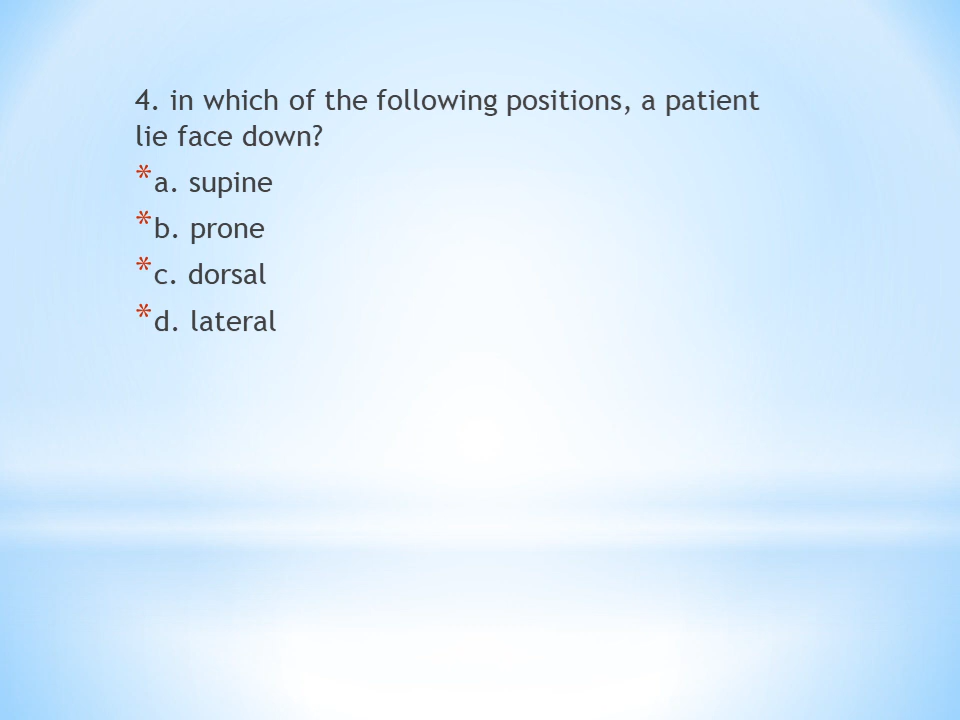 4. in which of the following positions, a patient
lie face down?
*a. supine
*b. prone
*c. dorsal
*d. lateral